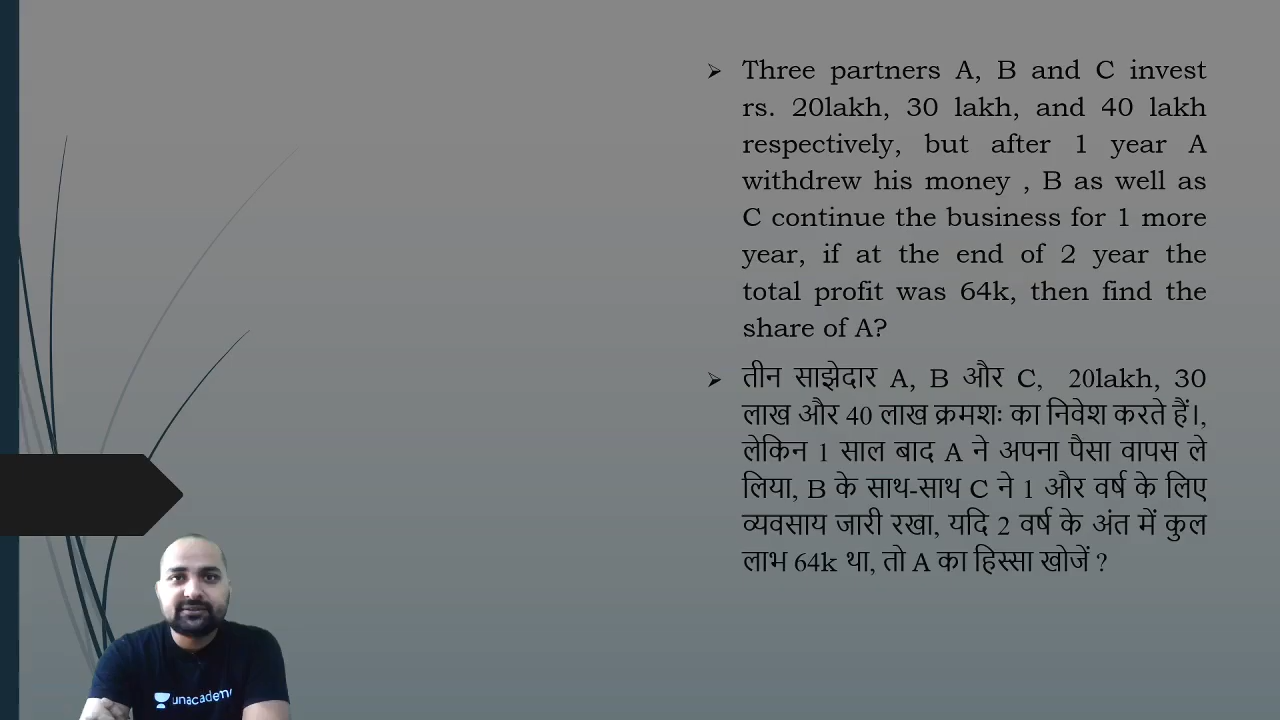 Three partners A, B and C invest
rs. 20lakh, 30 lakh, and 40 lakh
respectively, but after 1 year A
withdrew his money , B as well as
C continue the business for 1 more
year, if at the end of 2 year the
total profit was 64k, then find the
share of A?
तीन साझेदार A, B और C, 20lakh, 30
लाख और 40 लाख क्रमशः का निवेश करते हैं।,
लेकिन 1 साल बाद A ने अपना पैसा वापस ले
लिया, B के साथ-साथ C ने 1 और वर्ष के लिए
व्यवसाय जारी रखा, यदि 2 वर्ष के अंत में कुल
लाभ 64k था, तो A का हिस्सा खोजें ?
unacademy